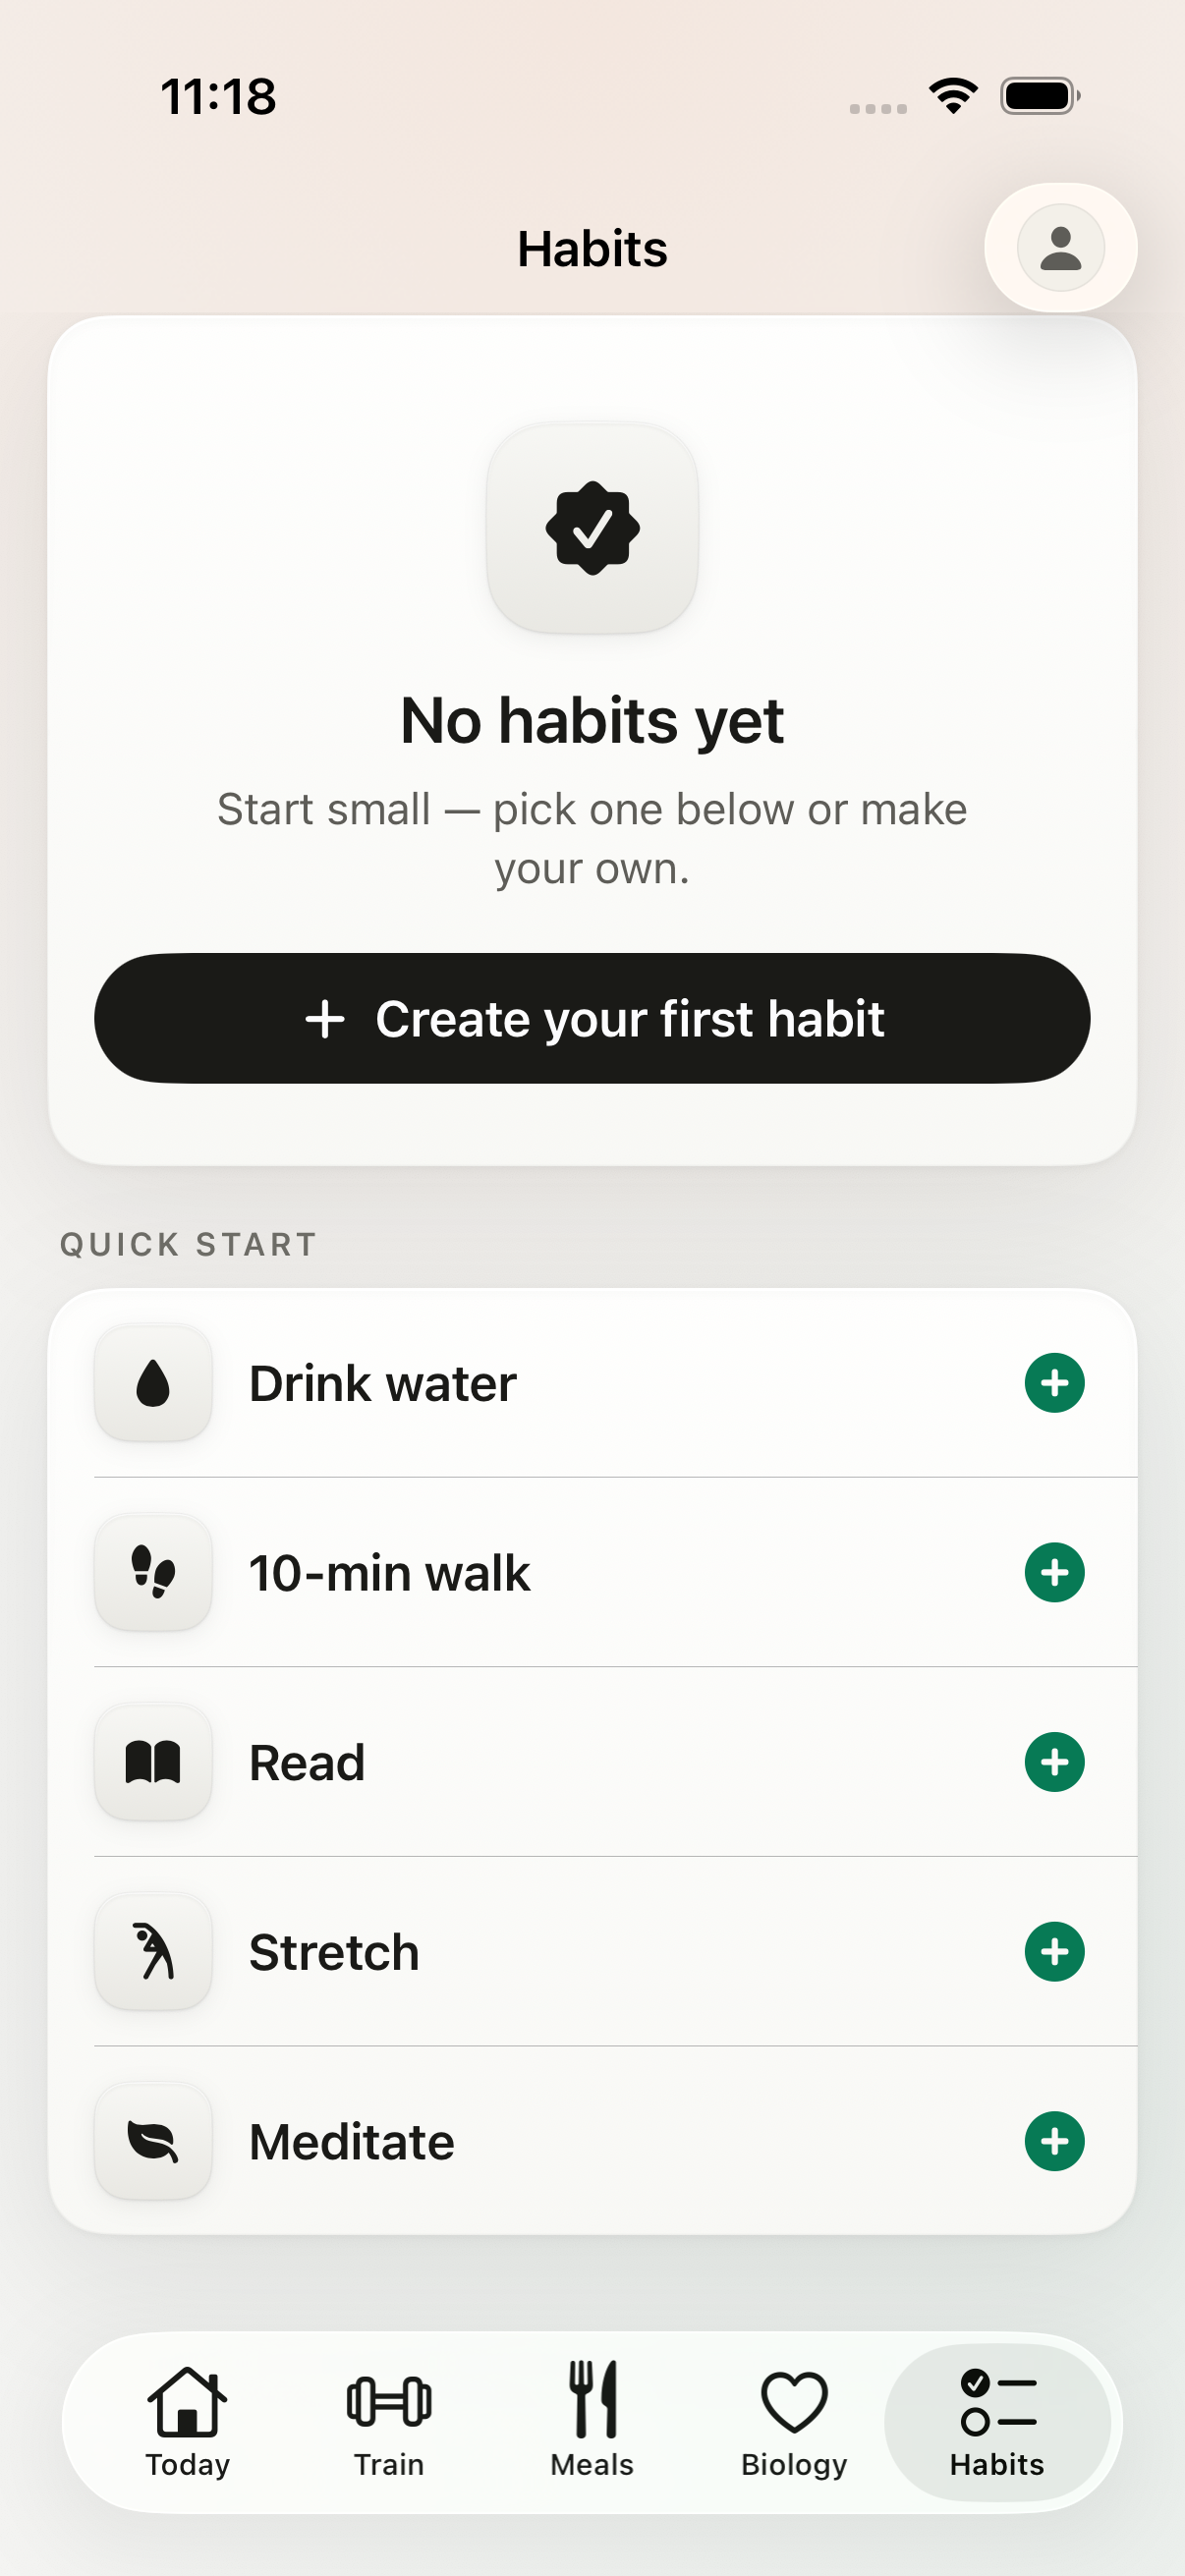 11:18
Habits
No habits yet
Start small — pick one below or make
your own.
Create your first habit
QUICK START
Drink water
10-min walk
Read
Stretch
Meditate
Today
Train
Meals
Biology
Habits